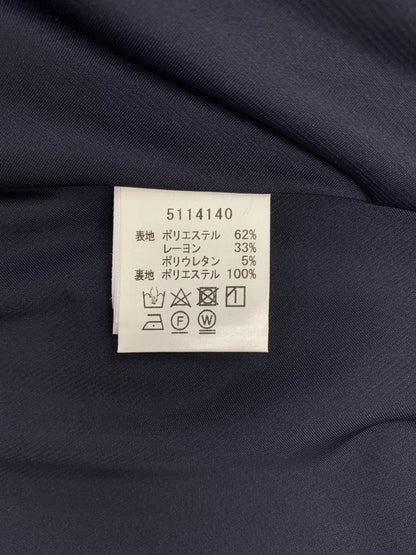 5114140
表地 ポリエステル 62%
レーヨン 33%
ポリウレタン 5%
裏地 ポリエステル 100%
F W